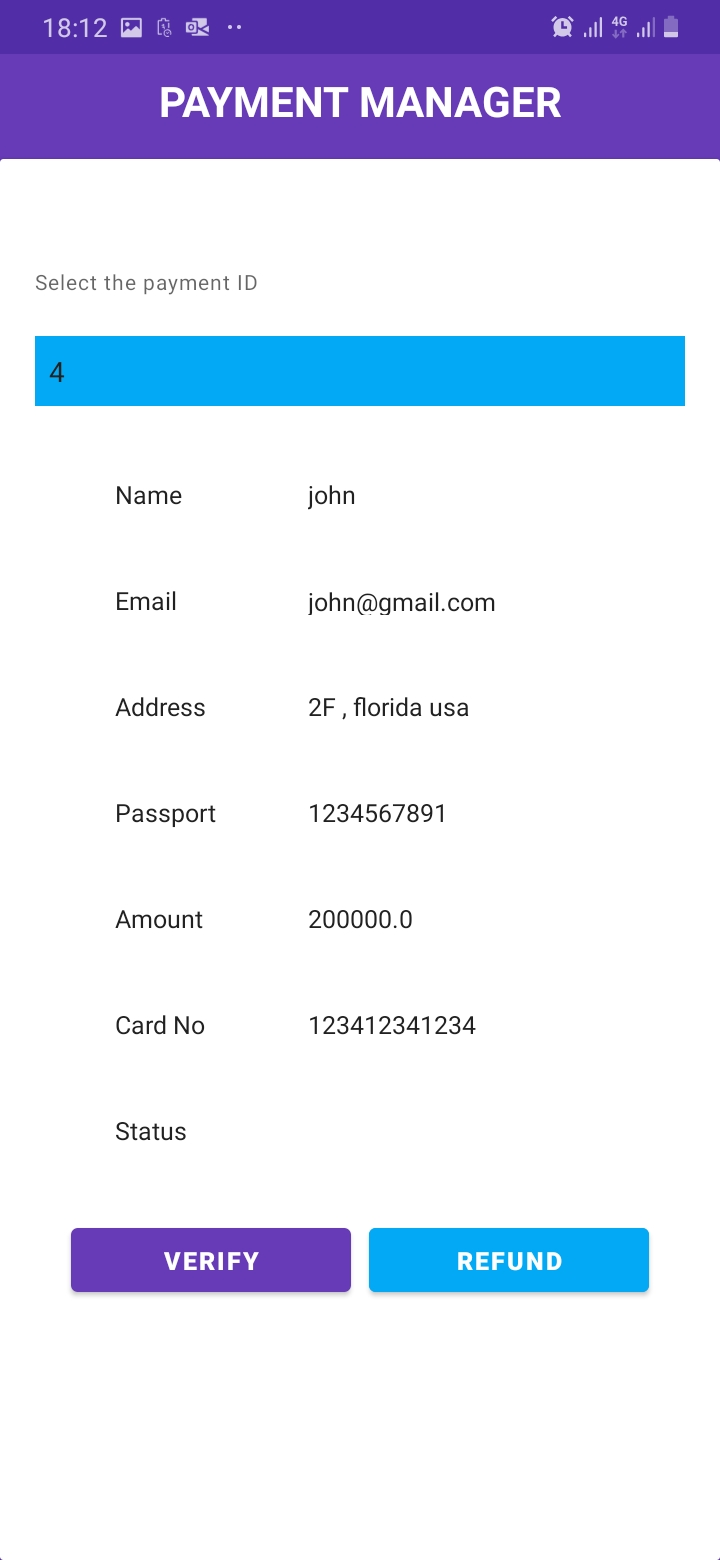 18:12 4G
PAYMENT MANAGER
Select the payment ID
4
Name john
Email john@gmail.com
Address 2F , florida usa
Passport 1234567891
Amount 200000.0
Card No 123412341234
Status
VERIFY REFUND